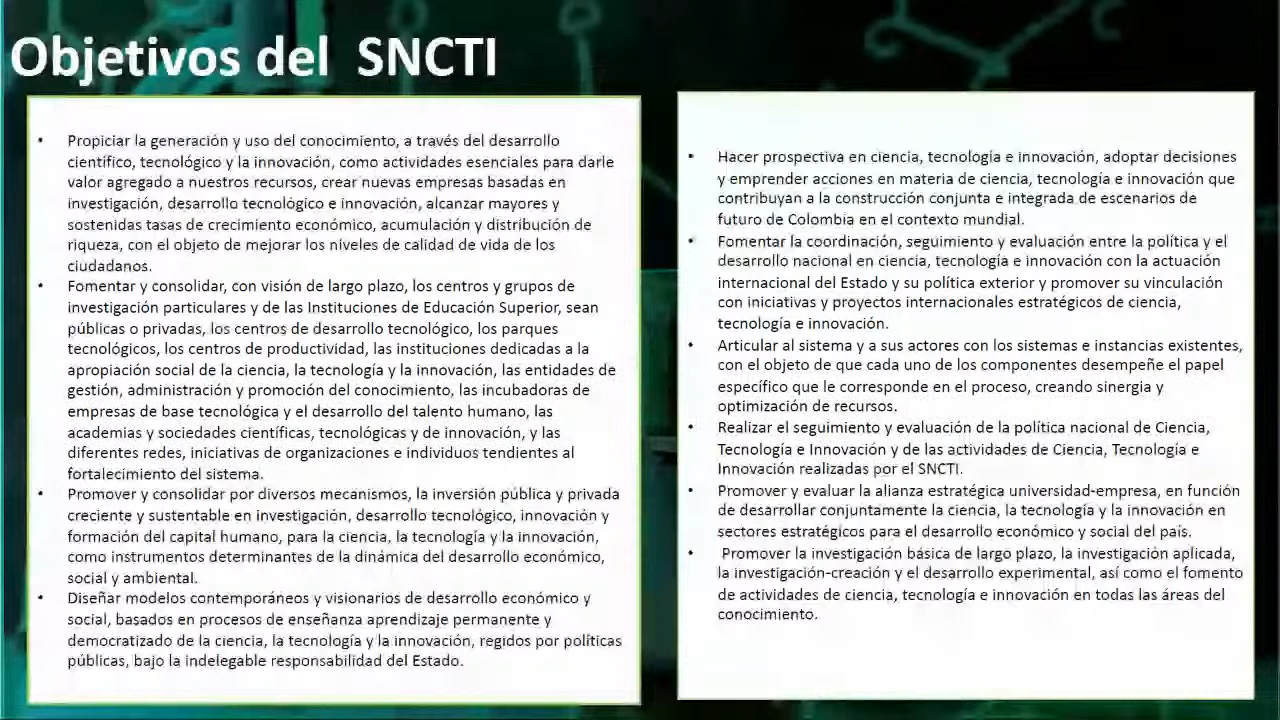 Objetivos del SNCTI
• Propiciar la generación y uso del conocimiento, a través del desarrollo
científico, tecnológico y la innovación, como actividades esenciales para darle
valor agregado a nuestros recursos, crear nuevas empresas basadas en
investigación, desarrollo tecnológico e innovación, alcanzar mayores y
sostenidas tasas de crecimiento económico, acumulación y distribución de
riqueza, con el objeto de mejorar los niveles de calidad de vida de los
ciudadanos.
• Fomentar y consolidar, con visión de largo plazo, los centros y grupos de
investigación particulares y de las Instituciones de Educación Superior, sean
públicas o privadas, los centros de desarrollo tecnológico, los parques
tecnológicos, los centros de productividad, las instituciones dedicadas a la
apropiación social de la ciencia, la tecnología y la innovación, las entidades de
gestión, administración y promoción del conocimiento, las incubadoras de
empresas de base tecnológica y el desarrollo del talento humano, las
academias y sociedades científicas, tecnológicas y de innovación, y las
diferentes redes, iniciativas de organizaciones e individuos tendientes al
fortalecimiento del sistema.
• Promover y consolidar por diversos mecanismos, la inversión pública y privada
creciente y sustentable en investigación, desarrollo tecnológico, innovación y
formación del capital humano, para la ciencia, la tecnología y la innovación,
como instrumentos determinantes de la dinámica del desarrollo económico,
social y ambiental.
• Diseñar modelos contemporáneos y visionarios de desarrollo económico y
social, basados en procesos de enseñanza aprendizaje permanente y
democratizado de la ciencia, la tecnología y la innovación, regidos por políticas
públicas, bajo la indelegable responsabilidad del Estado.
• Hacer prospectiva en ciencia, tecnología e innovación, adoptar decisiones
y emprender acciones en materia de ciencia, tecnología e innovación que
contribuyan a la construcción conjunta e integrada de escenarios de
futuro de Colombia en el contexto mundial.
• Fomentar la coordinación, seguimiento y evaluación entre la política y el
desarrollo nacional en ciencia, tecnología e innovación con la actuación
internacional del Estado y su política exterior y promover su vinculación
con iniciativas y proyectos internacionales estratégicos de ciencia,
tecnología e innovación.
• Articular al sistema y a sus actores con los sistemas e instancias existentes,
con el objeto de que cada uno de los componentes desempeñe el papel
específico que le corresponde en el proceso, creando sinergia y
optimización de recursos.
• Realizar el seguimiento y evaluación de la política nacional de Ciencia,
Tecnología e Innovación y de las actividades de Ciencia, Tecnología e
Innovación realizadas por el SNCTI.
• Promover y evaluar la alianza estratégica universidad-empresa, en función
de desarrollar conjuntamente la ciencia, la tecnología y la innovación en
sectores estratégicos para el desarrollo económico y social del país.
• Promover la investigación básica de largo plazo, la investigación aplicada,
la investigación-creación y el desarrollo experimental, así como el fomento
de actividades de ciencia, tecnología e innovación en todas las áreas del
conocimiento.